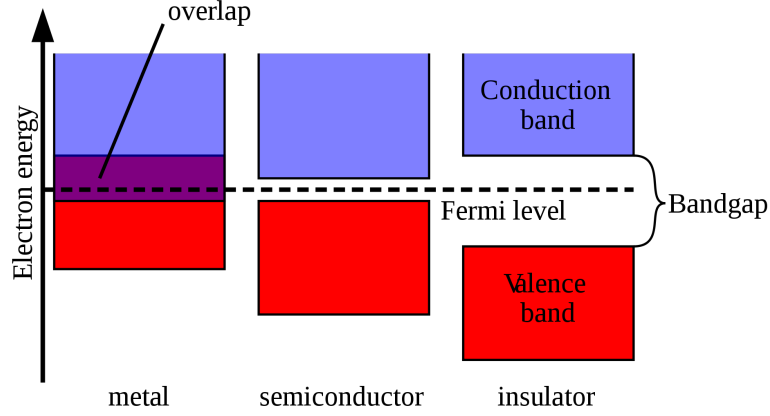 overlap
Conduction
band
Electron energy
Fermi level
Bandgap
Valence
band
metal
semiconductor
insulator